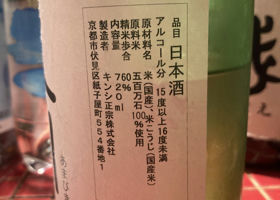 品目 日本酒
アルコール分 15度以上16度未満
原材料名 米(国産)、米こうじ(国産米)
原料米 五百万石100%使用
精米歩合 60%
内容量 720ml
製造者 キンシ正宗株式会社
京都市伏見区紙子屋町554番地1